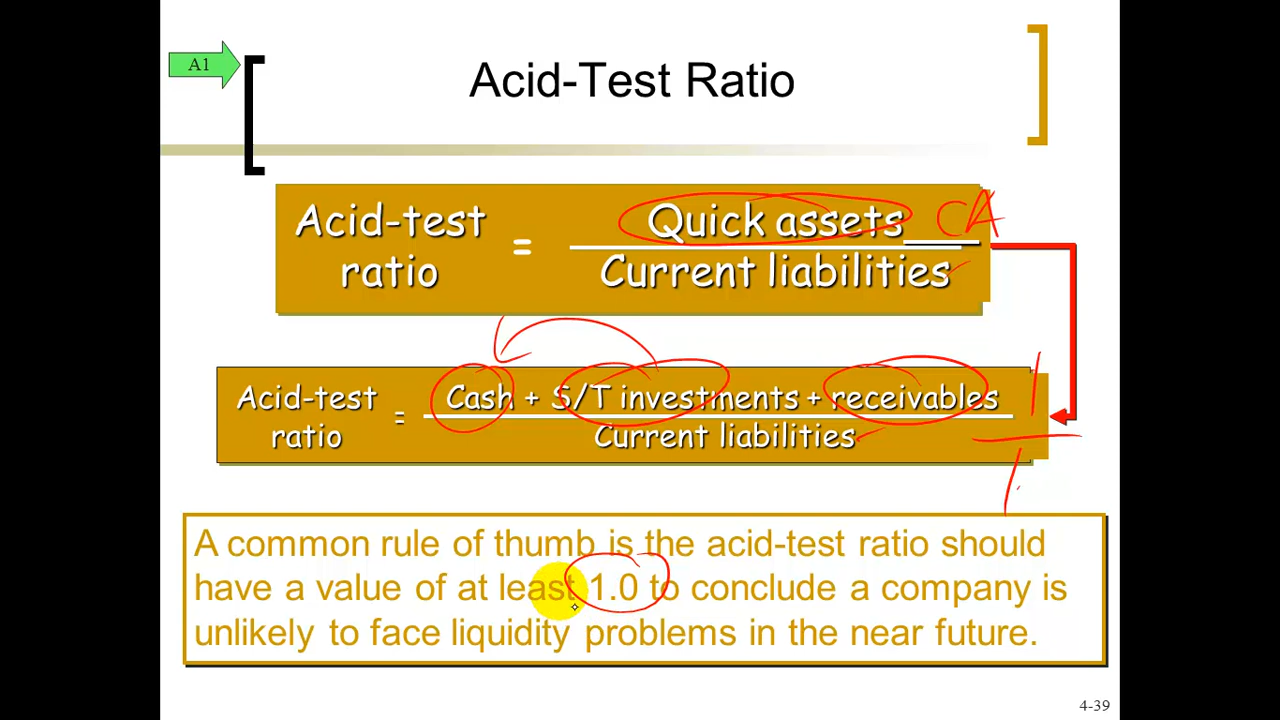 A1
Acid-Test Ratio
Acid-test ratio = Quick assets CA
Current liabilities
Acid-test ratio = Cash + S/T investments + receivables 1
Current liabilities 1
A common rule of thumb is the acid-test ratio should
have a value of at least 1.0 to conclude a company is
unlikely to face liquidity problems in the near future.
4-39